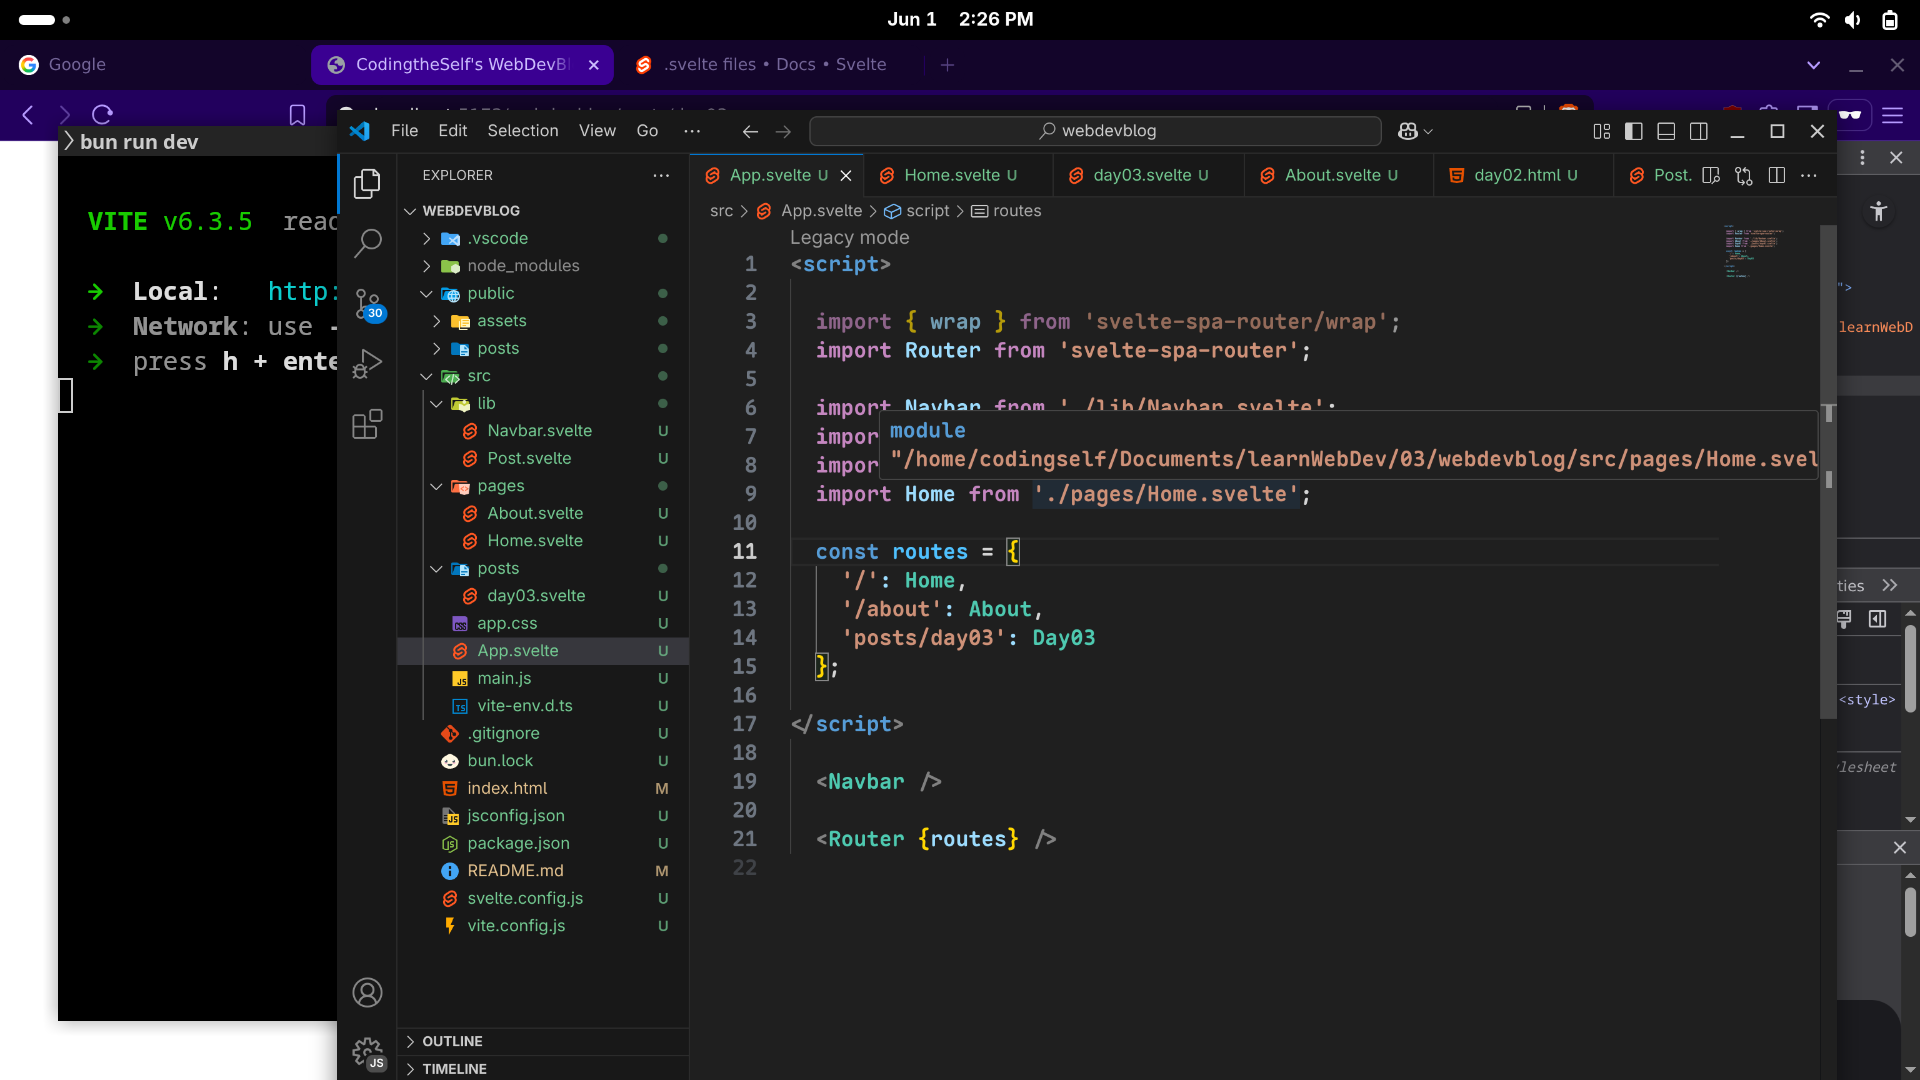 Jun 1 2:26 PM
Google
CodingtheSelf's WebDevBl
.svelte files • Docs • Svelte
bun run dev
VITE v6.3.5 read
➜ Local: http:
➜ Network: use -
➜ press h + ente
File Edit Selection View Go ···
webdevblog
EXPLORER
WEBDEVBLOG
.vscode
node_modules
public
assets
posts
src
lib
Navbar.svelte U
Post.svelte U
pages
About.svelte U
Home.svelte U
posts
day03.svelte U
app.css U
App.svelte U
main.js U
vite-env.d.ts U
.gitignore U
bun.lock U
index.html M
jsconfig.json U
package.json U
README.md M
svelte.config.js U
vite.config.js U
OUTLINE
TIMELINE
30
JS
App.svelte U
Home.svelte U
day03.svelte U
About.svelte U
day02.html U
Post.
src > App.svelte > script > routes
Legacy mode
1 <script>
2
3 import { wrap } from 'svelte-spa-router/wrap';
4 import Router from 'svelte-spa-router';
5
6 import Navbar from './lib/Navbar.svelte';
7 impor
8 impor
module
"/home/codingself/Documents/learnWebDev/03/webdevblog/src/pages/Home.svel
9 import Home from './pages/Home.svelte';
10
11 const routes = {
12 '/': Home,
13 '/about': About,
14 'posts/day03': Day03
15 };
16
17 </script>
18
19 <Navbar />
20
21 <Router {routes} />
22
">
learnWebD
ties
<style>
ylesheet